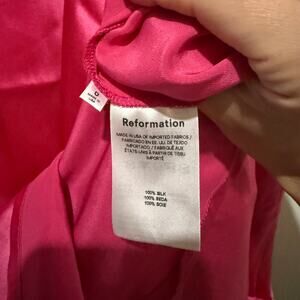 0
Reformation
MADE IN USA OF IMPORTED FABRICS /
FABRICADO EN EE. UU. DE TEJIDO
IMPORTADO / FABRIQUÉ AUX
ÉTATS-UNIS À PARTIR DE TISSU
IMPORTÉ
100% SILK
100% SEDA
100% SOIE